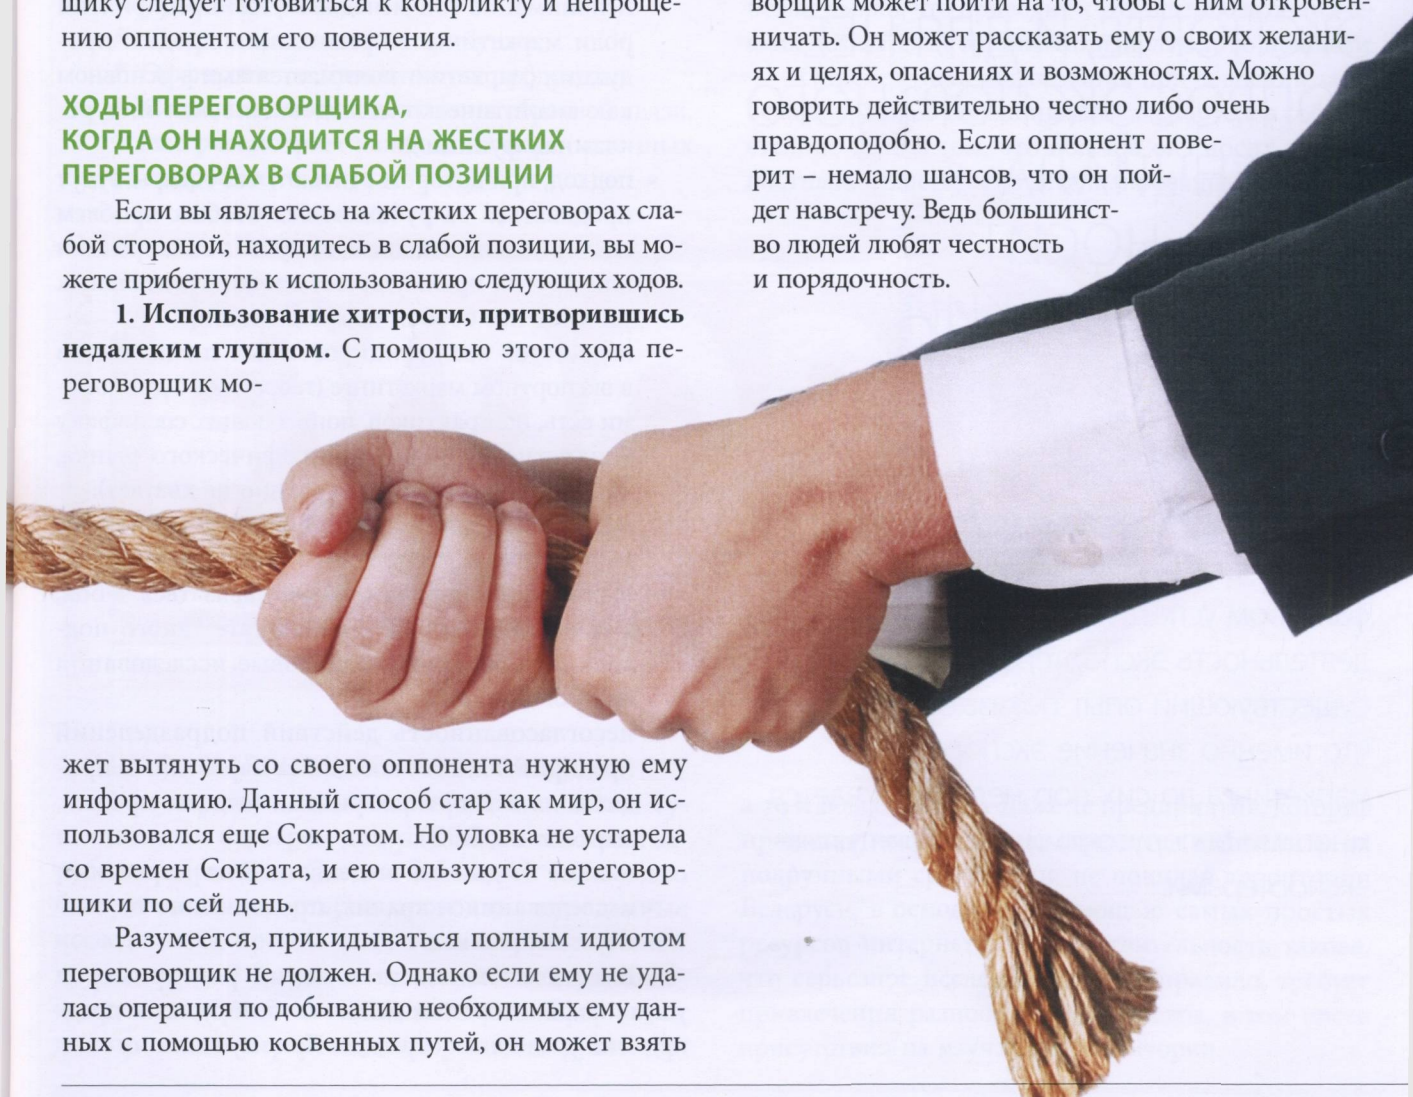 щику следует готовиться к конфликту и непроще-
нию оппонентом его поведения.
ХОДЫ ПЕРЕГОВОРЩИКА,
КОГДА ОН НАХОДИТСЯ НА ЖЕСТКИХ
ПЕРЕГОВОРАХ В СЛАБОЙ ПОЗИЦИИ
Если вы являетесь на жестких переговорах сла-
бой стороной, находитесь в слабой позиции, вы мо-
жете прибегнуть к использованию следующих ходов.
1. Использование хитрости, притворившись
недалеким глупцом. С помощью этого хода пе-
реговорщик мо-
жет вытянуть со своего оппонента нужную ему
информацию. Данный способ стар как мир, он ис-
пользовался еще Сократом. Но уловка не устарела
со времен Сократа, и ею пользуются переговор-
щики по сей день.
Разумеется, прикидываться полным идиотом
переговорщик не должен. Однако если ему не уда-
лась операция по добыванию необходимых ему дан-
ных с помощью косвенных путей, он может взять
ворщик может пойти на то, чтобы с ним откровен-
ничать. Он может рассказать ему о своих желани-
ях и целях, опасениях и возможностях. Можно
говорить действительно честно либо очень
правдоподобно. Если оппонент пове-
рит – немало шансов, что он пой-
дет навстречу. Ведь большинст-
во людей любят честность
и порядочность.